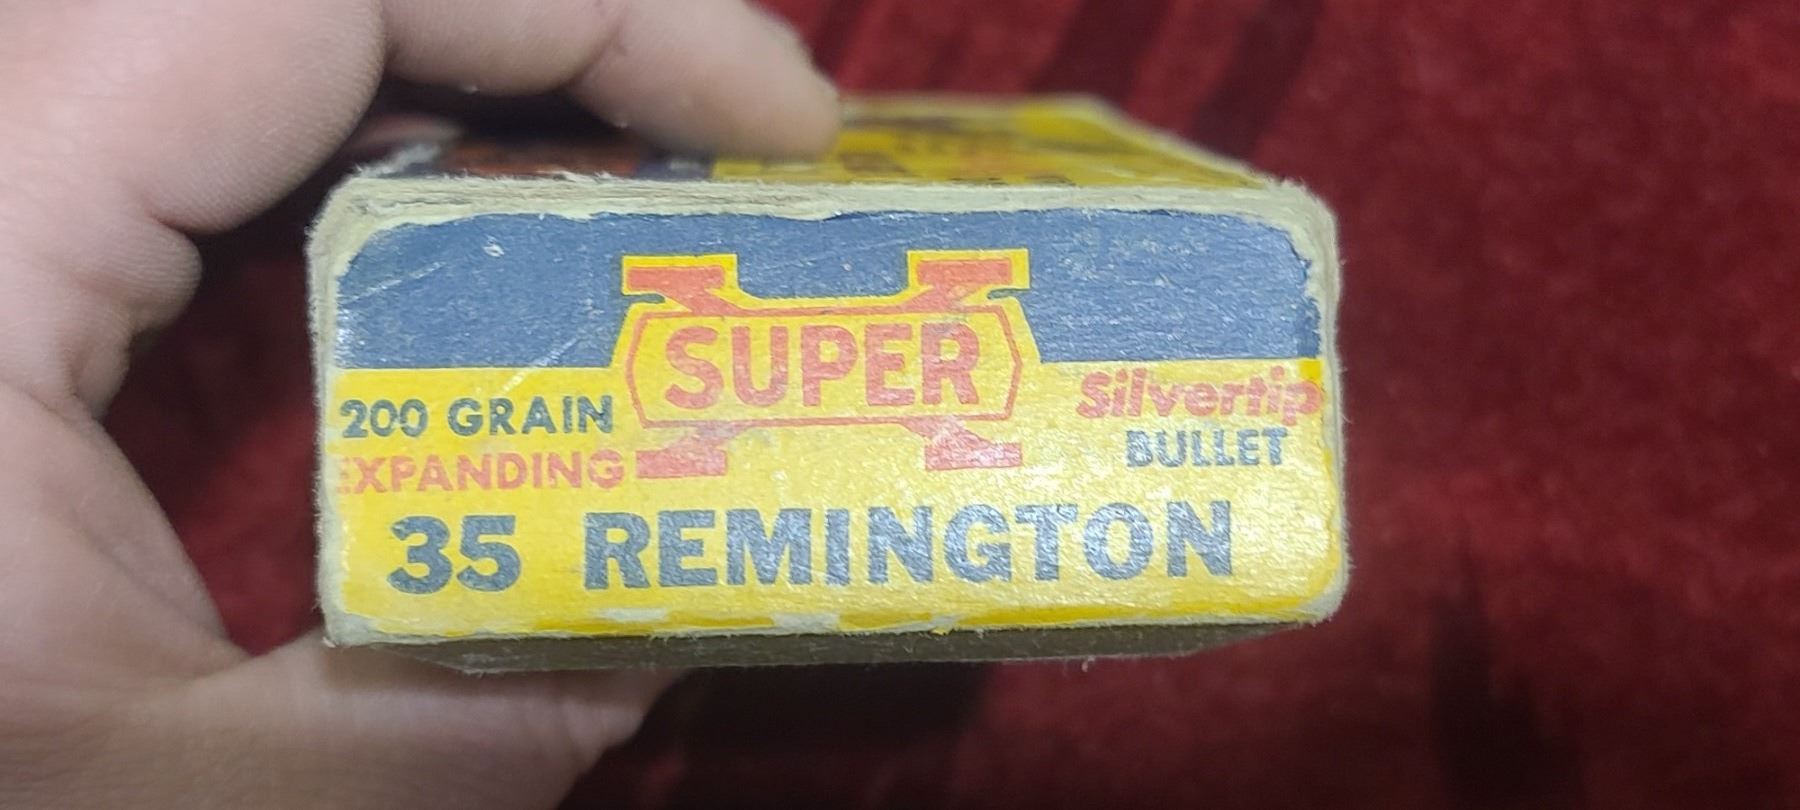 SUPER X
200 GRAIN
EXPANDING
Silvertip
BULLET
35 REMINGTON